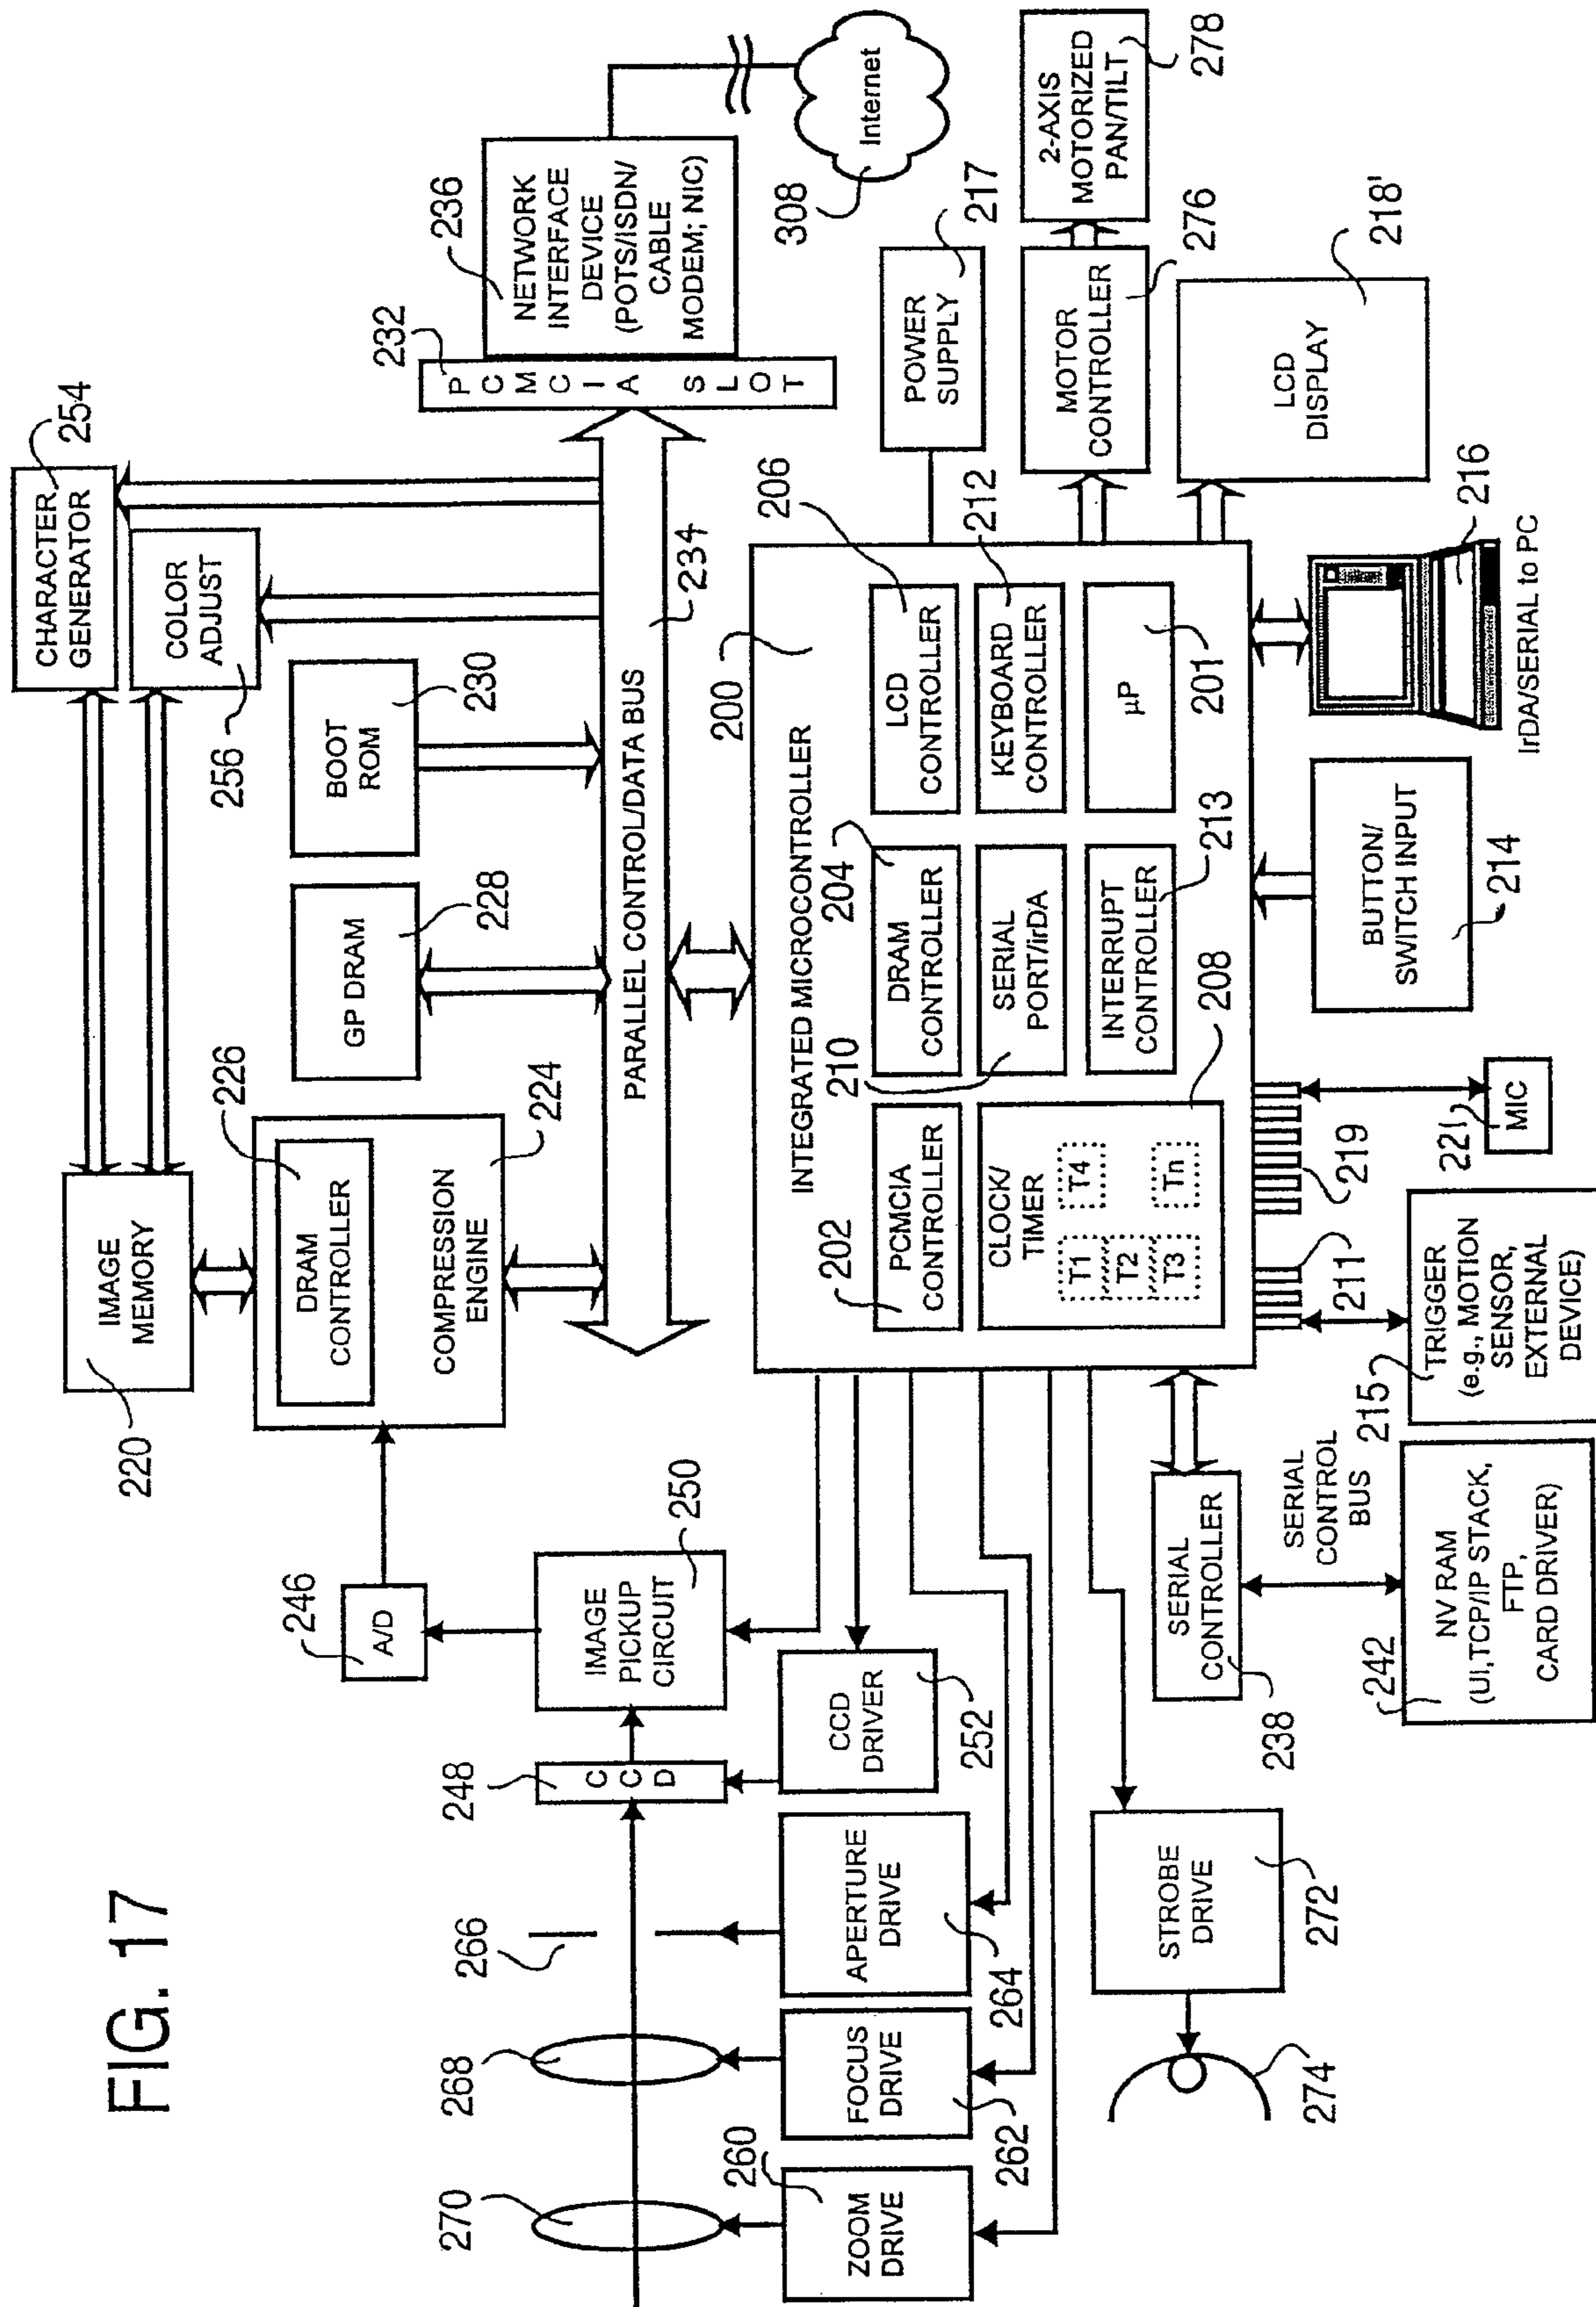 FIG. 17
270
268
266
248
C C D
246
A/D
IMAGE
PICKUP
CIRCUIT
250
260
ZOOM
DRIVE
FOCUS
DRIVE
262
APERTURE
DRIVE
264
CCD
DRIVER
252
STROBE
DRIVE
272
274
220
IMAGE
MEMORY
226
DRAM
CONTROLLER
COMPRESSION
ENGINE
224
GP DRAM
228
BOOT
ROM
230
CHARACTER
GENERATOR
254
COLOR
ADJUST
256
PARALLEL CONTROL/DATA BUS
234
232
PCMCIA SLOT
236
NETWORK
INTERFACE
DEVICE
(POTS/ISDN/
CABLE
MODEM; NIC)
Internet
308
INTEGRATED MICROCONTROLLER
200
202
PCMCIA
CONTROLLER
204
DRAM
CONTROLLER
206
LCD
CONTROLLER
CLOCK/
TIMER
T1
T2
T3
T4
Tn
208
210
SERIAL
PORT/irDA
212
KEYBOARD
CONTROLLER
INTERRUPT
CONTROLLER
213
µP
201
POWER
SUPPLY
217
MOTOR
CONTROLLER
276
2-AXIS
MOTORIZED
PAN/TILT
278
LCD
DISPLAY
218'
216
IrDA/SERIAL to PC
BUTTON/
SWITCH INPUT
214
219
221
MIC
211
215
TRIGGER
(e.g., MOTION
SENSOR,
EXTERNAL
DEVICE)
SERIAL
CONTROLLER
238
SERIAL
CONTROL
BUS
242
NV RAM
(UI,TCP/IP STACK,
FTP,
CARD DRIVER)